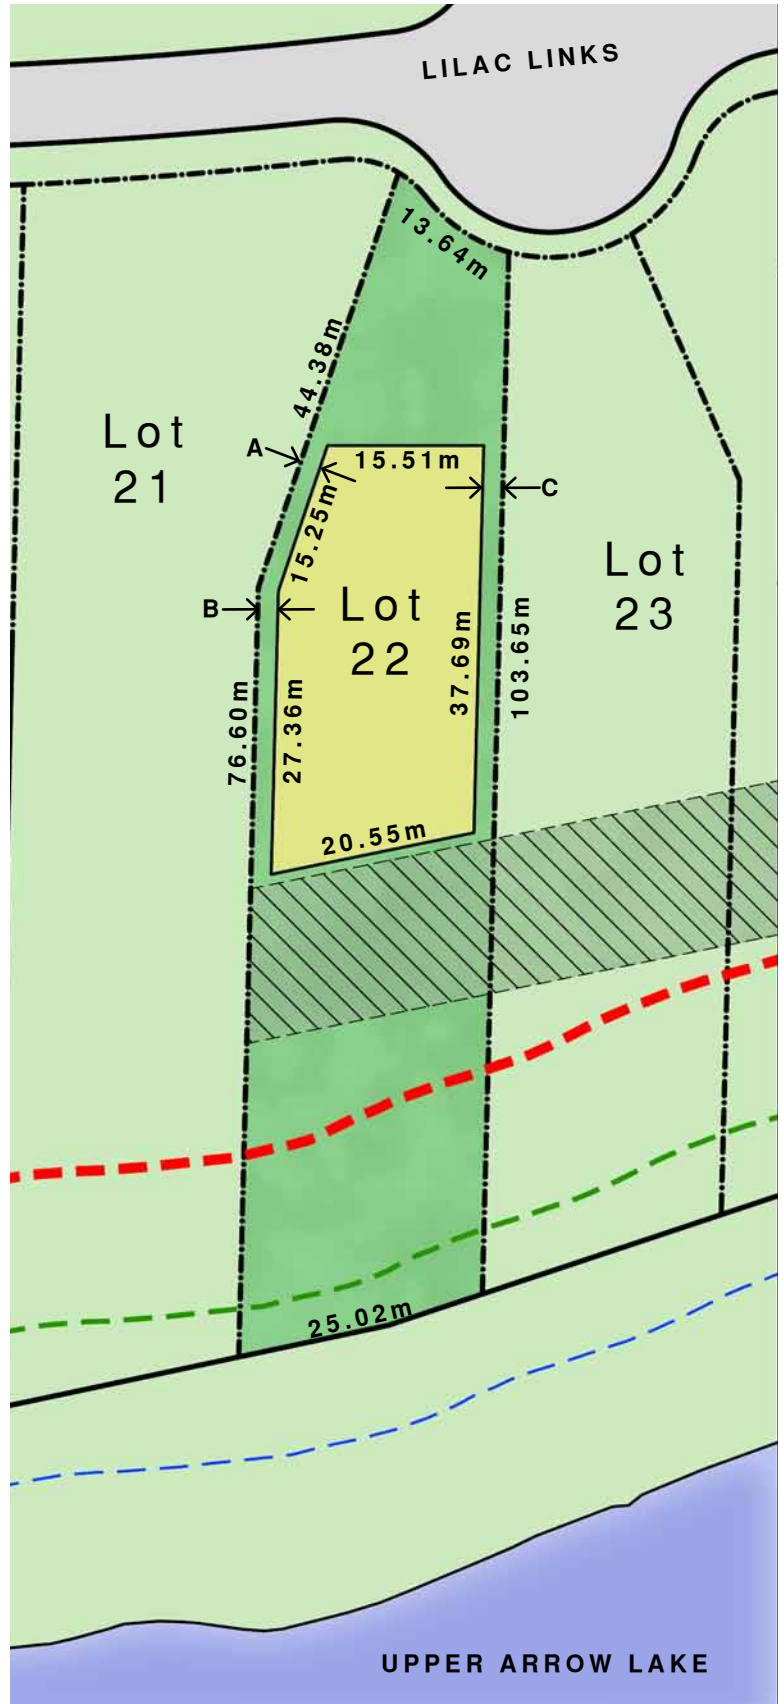 LILAC LINKS
13.64m
44.38m
A
15.51m
C
15.25m
Lot
21
Lot
23
B
Lot
22
103.65m
37.69m
76.60m
27.36m
20.55m
25.02m
UPPER ARROW LAKE